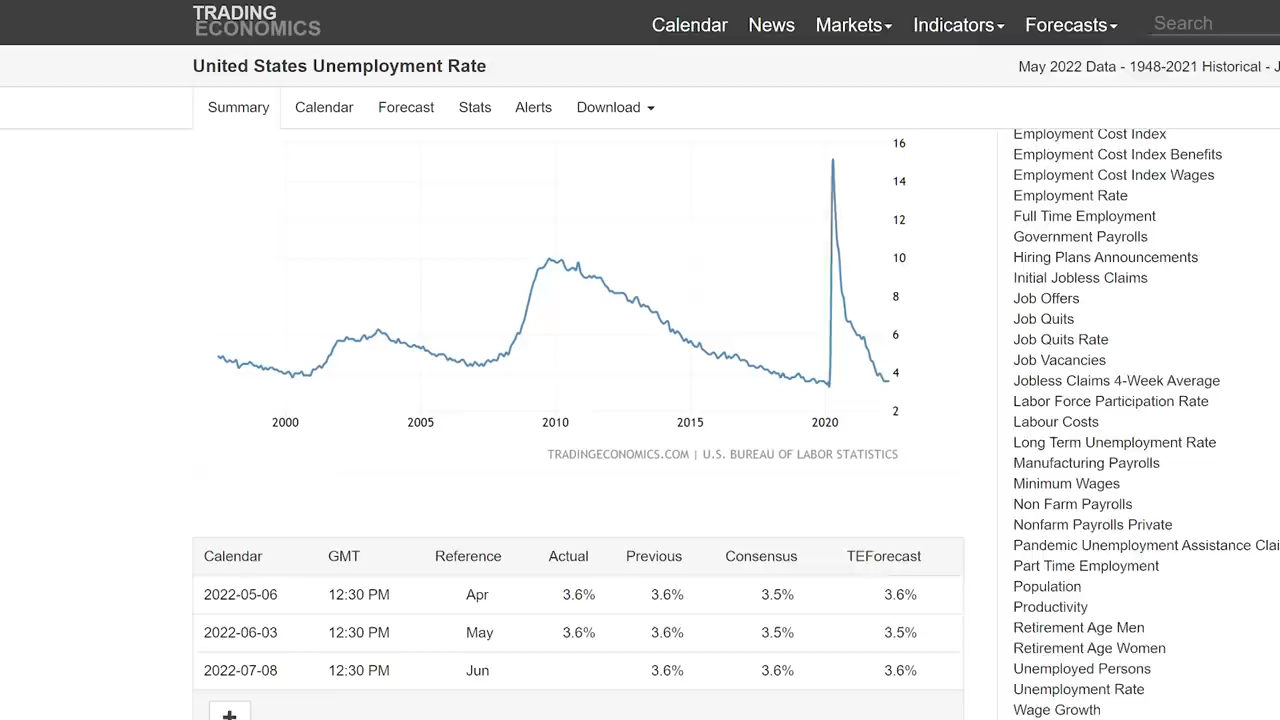 TRADING
ECONOMICS
Calendar News Markets Indicators Forecasts Search
United States Unemployment Rate
May 2022 Data - 1948-2021 Historical - J
Summary Calendar Forecast Stats Alerts Download
16
14
12
10
8
6
4
2
2000 2005 2010 2015 2020
TRADINGECONOMICS.COM | U.S. BUREAU OF LABOR STATISTICS
Calendar GMT Reference Actual Previous Consensus TEForecast
2022-05-06 12:30 PM Apr 3.6% 3.6% 3.5% 3.6%
2022-06-03 12:30 PM May 3.6% 3.6% 3.5% 3.5%
2022-07-08 12:30 PM Jun 3.6% 3.6% 3.6%
+
Employment Cost Index
Employment Cost Index Benefits
Employment Cost Index Wages
Employment Rate
Full Time Employment
Government Payrolls
Hiring Plans Announcements
Initial Jobless Claims
Job Offers
Job Quits
Job Quits Rate
Job Vacancies
Jobless Claims 4-Week Average
Labor Force Participation Rate
Labour Costs
Long Term Unemployment Rate
Manufacturing Payrolls
Minimum Wages
Non Farm Payrolls
Nonfarm Payrolls Private
Pandemic Unemployment Assistance Clai
Part Time Employment
Population
Productivity
Retirement Age Men
Retirement Age Women
Unemployed Persons
Unemployment Rate
Wage Growth